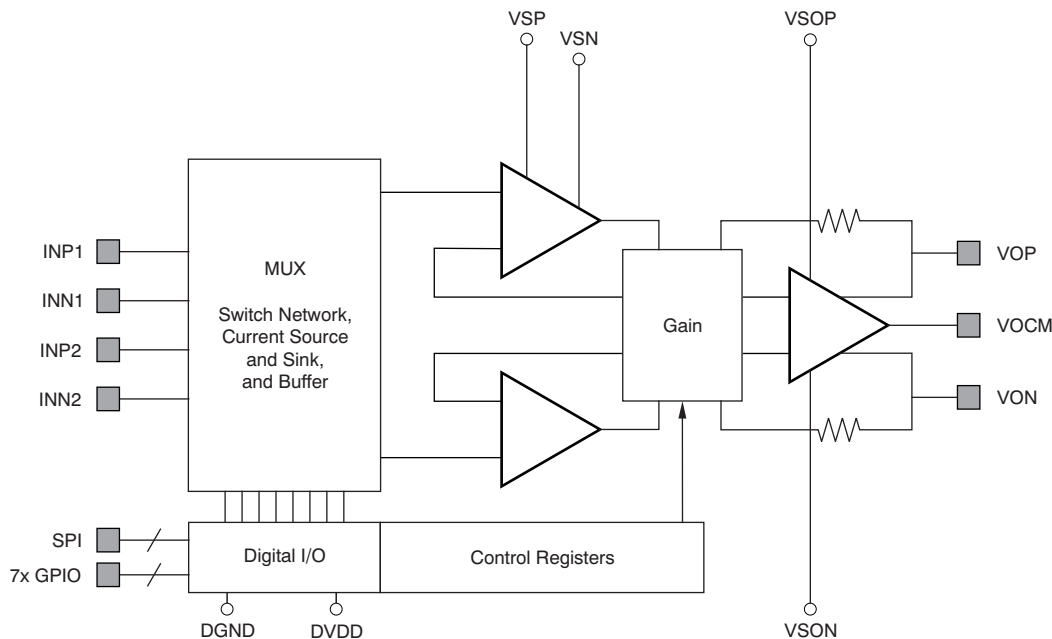 VSP
VSN
VSOP
INP1
INN1
INP2
INN2
MUX
Switch Network,
Current Source
and Sink,
and Buffer
Gain
VOP
VOCM
VON
SPI
7x GPIO
Digital I/O
Control Registers
DGND
DVDD
VSON